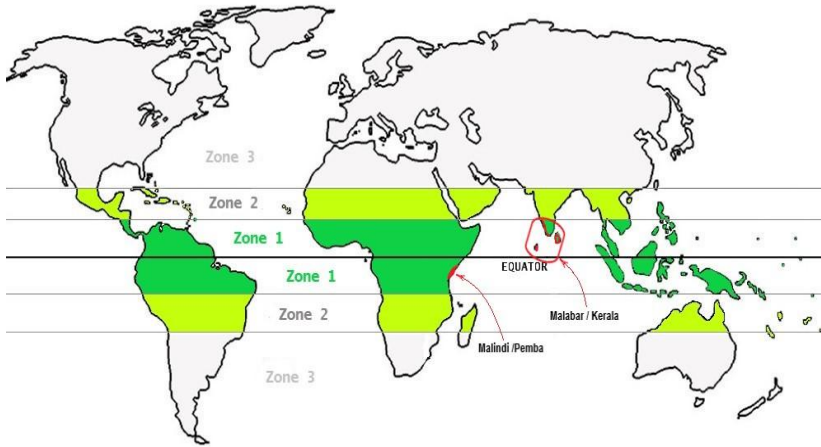 Zone 3
Zone 2
Zone 1
EQUATOR
Zone 1
Malabar / Kerala
Zone 2
Malindi /Pemba
Zone 3